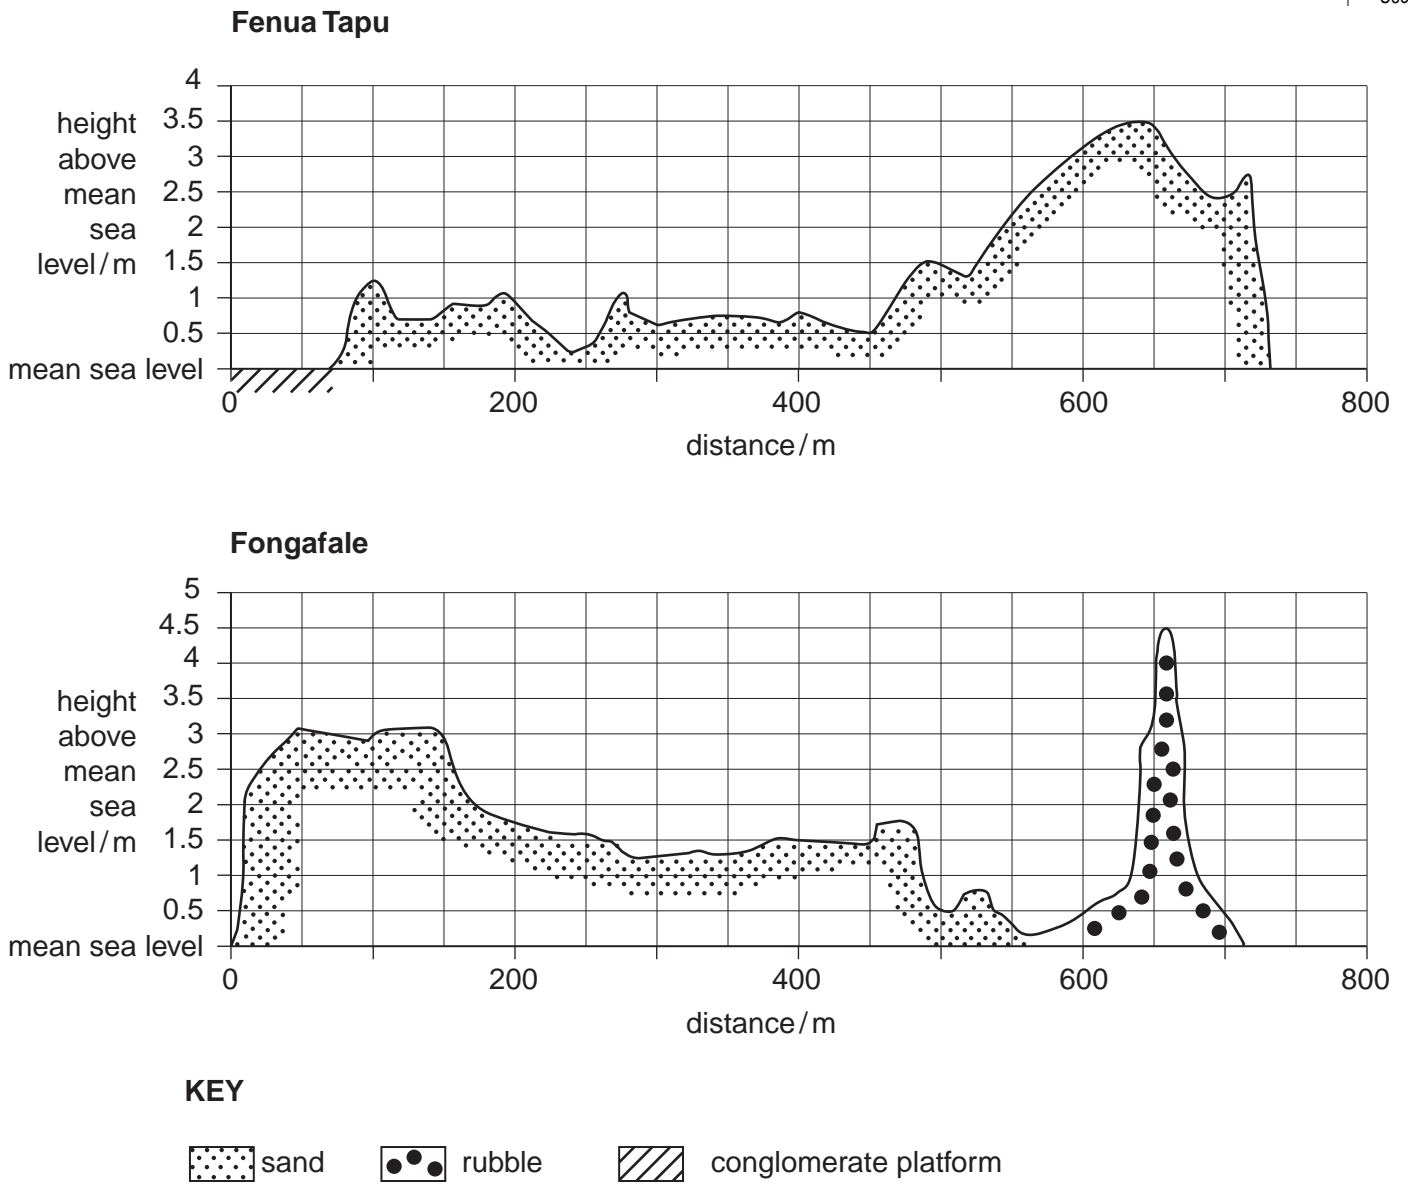 Fenua Tapu
4
3.5
3
2.5
2
1.5
1
0.5
mean sea level
height
above
mean
sea
level / m
0 200 400 600 800
distance / m
Fongafale
5
4.5
4
3.5
3
2.5
2
1.5
1
0.5
mean sea level
height
above
mean
sea
level / m
0 200 400 600 800
distance / m
KEY
sand rubble conglomerate platform